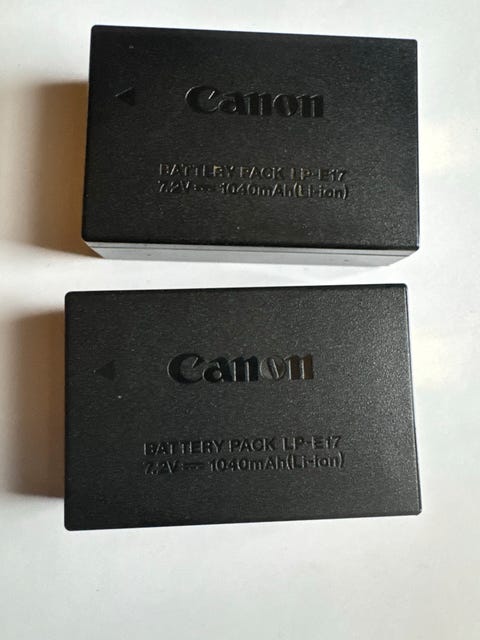 Canon
BATTERY PACK LP-E17
7.2V⎓ 1040mAh(Li-ion)
Canon
BATTERY PACK LP-E17
7.2V⎓ 1040mAh(Li-ion)